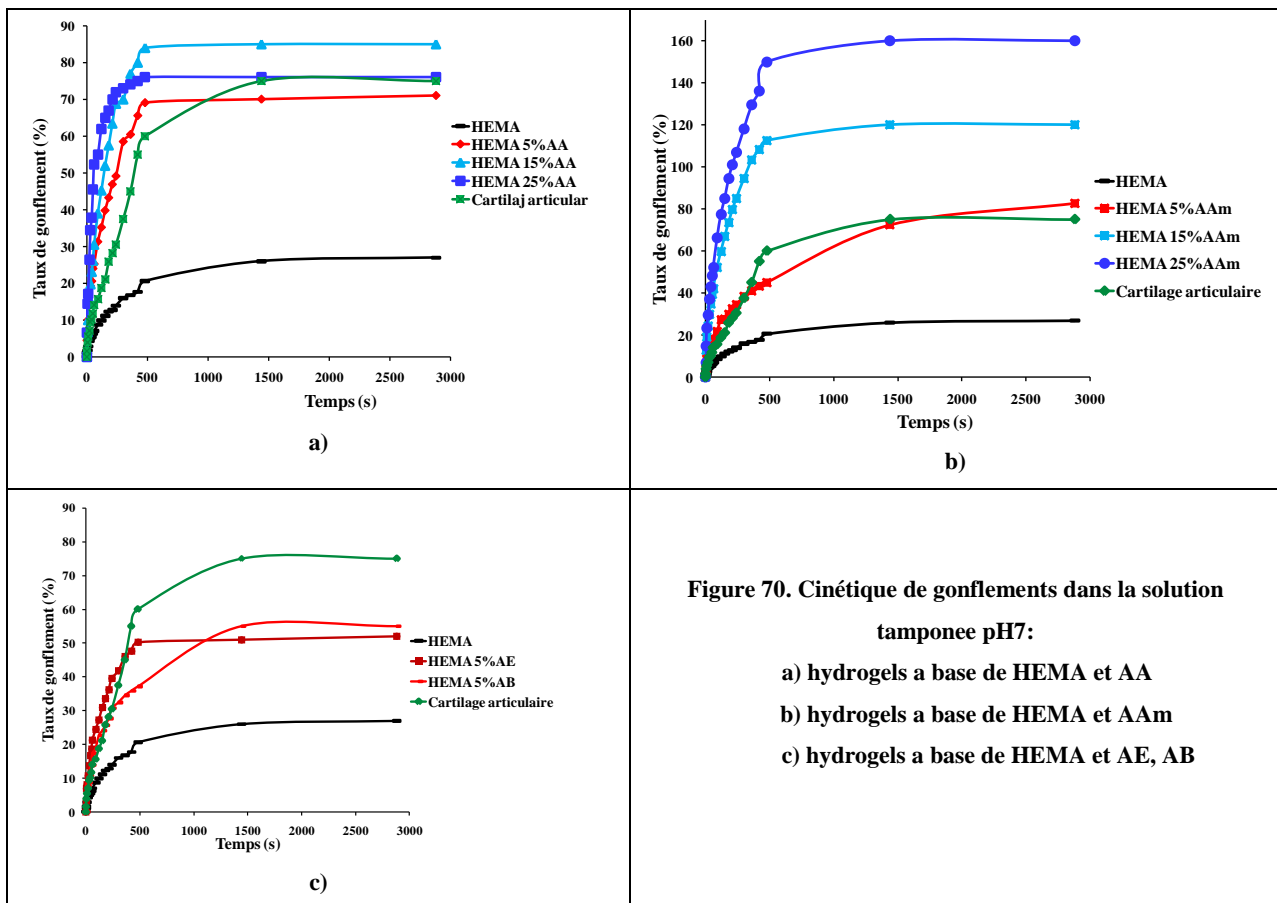 90
80
70
60
50
40
30
20
10
0
Taux de gonflement (%)
0 500 1000 1500 2000 2500 3000
Temps (s)
HEMA
HEMA 5%AA
HEMA 15%AA
HEMA 25%AA
Cartilaj articular
a)
160
140
120
100
80
60
40
20
0
Taux de gonflement (%)
0 500 1000 1500 2000 2500 3000
Temps (s)
HEMA
HEMA 5%AAm
HEMA 15%AAm
HEMA 25%AAm
Cartilage articulaire
b)
90
80
70
60
50
40
30
20
10
0
Taux de gonflement (%)
0 500 1000 1500 2000 2500 3000
Temps (s)
HEMA
HEMA 5%AE
HEMA 5%AB
Cartilage articulaire
c)
Figure 70. Cinétique de gonflements dans la solution
tamponee pH7:
a) hydrogels a base de HEMA et AA
b) hydrogels a base de HEMA et AAm
c) hydrogels a base de HEMA et AE, AB